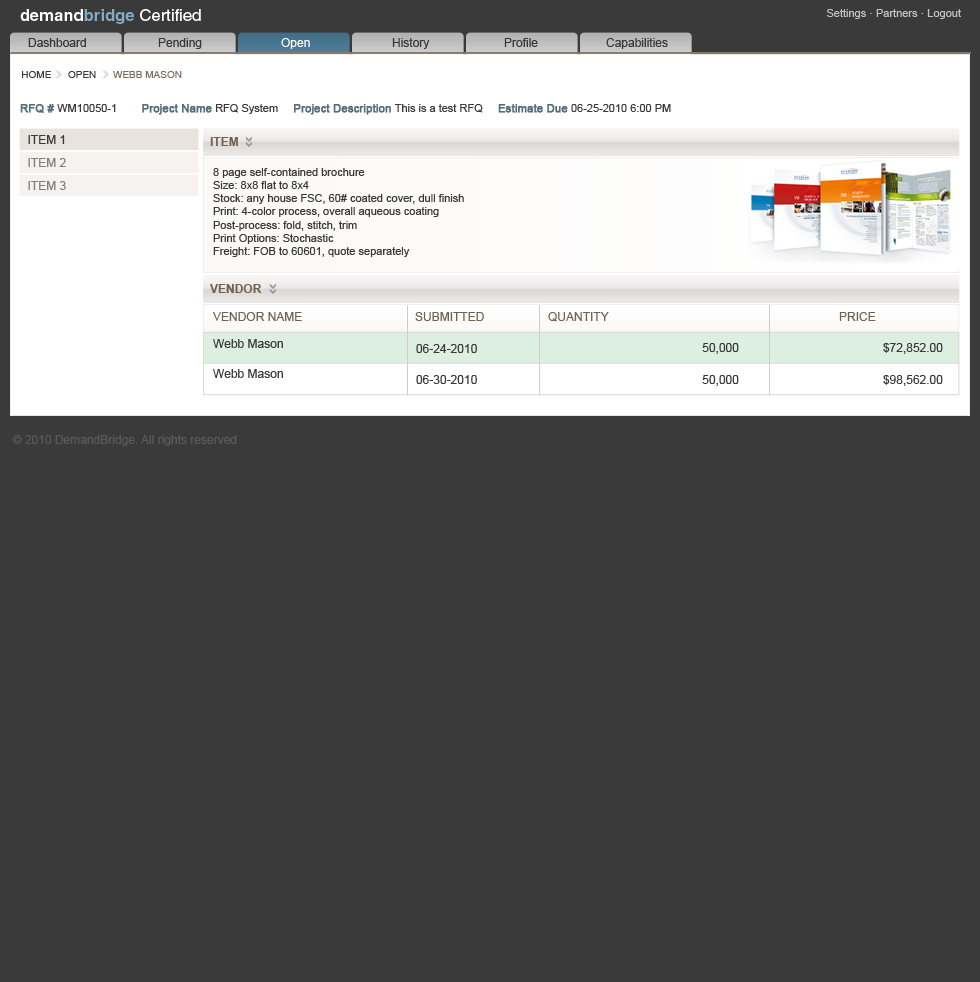 demandbridge Certified
Settings · Partners · Logout
Dashboard Pending Open History Profile Capabilities
HOME OPEN WEBB MASON
RFQ # WM10050-1 Project Name RFQ System Project Description This is a test RFQ Estimate Due 06-25-2010 6:00 PM
ITEM 1
ITEM 2
ITEM 3
ITEM
8 page self-contained brochure
Size: 8x8 flat to 8x4
Stock: any house FSC, 60# coated cover, dull finish
Print: 4-color process, overall aqueous coating
Post-process: fold, stitch, trim
Print Options: Stochastic
Freight: FOB to 60601, quote separately
VENDOR
VENDOR NAME SUBMITTED QUANTITY PRICE
Webb Mason 06-24-2010 50,000 $72,852.00
Webb Mason 06-30-2010 50,000 $98,562.00
© 2010 DemandBridge. All rights reserved